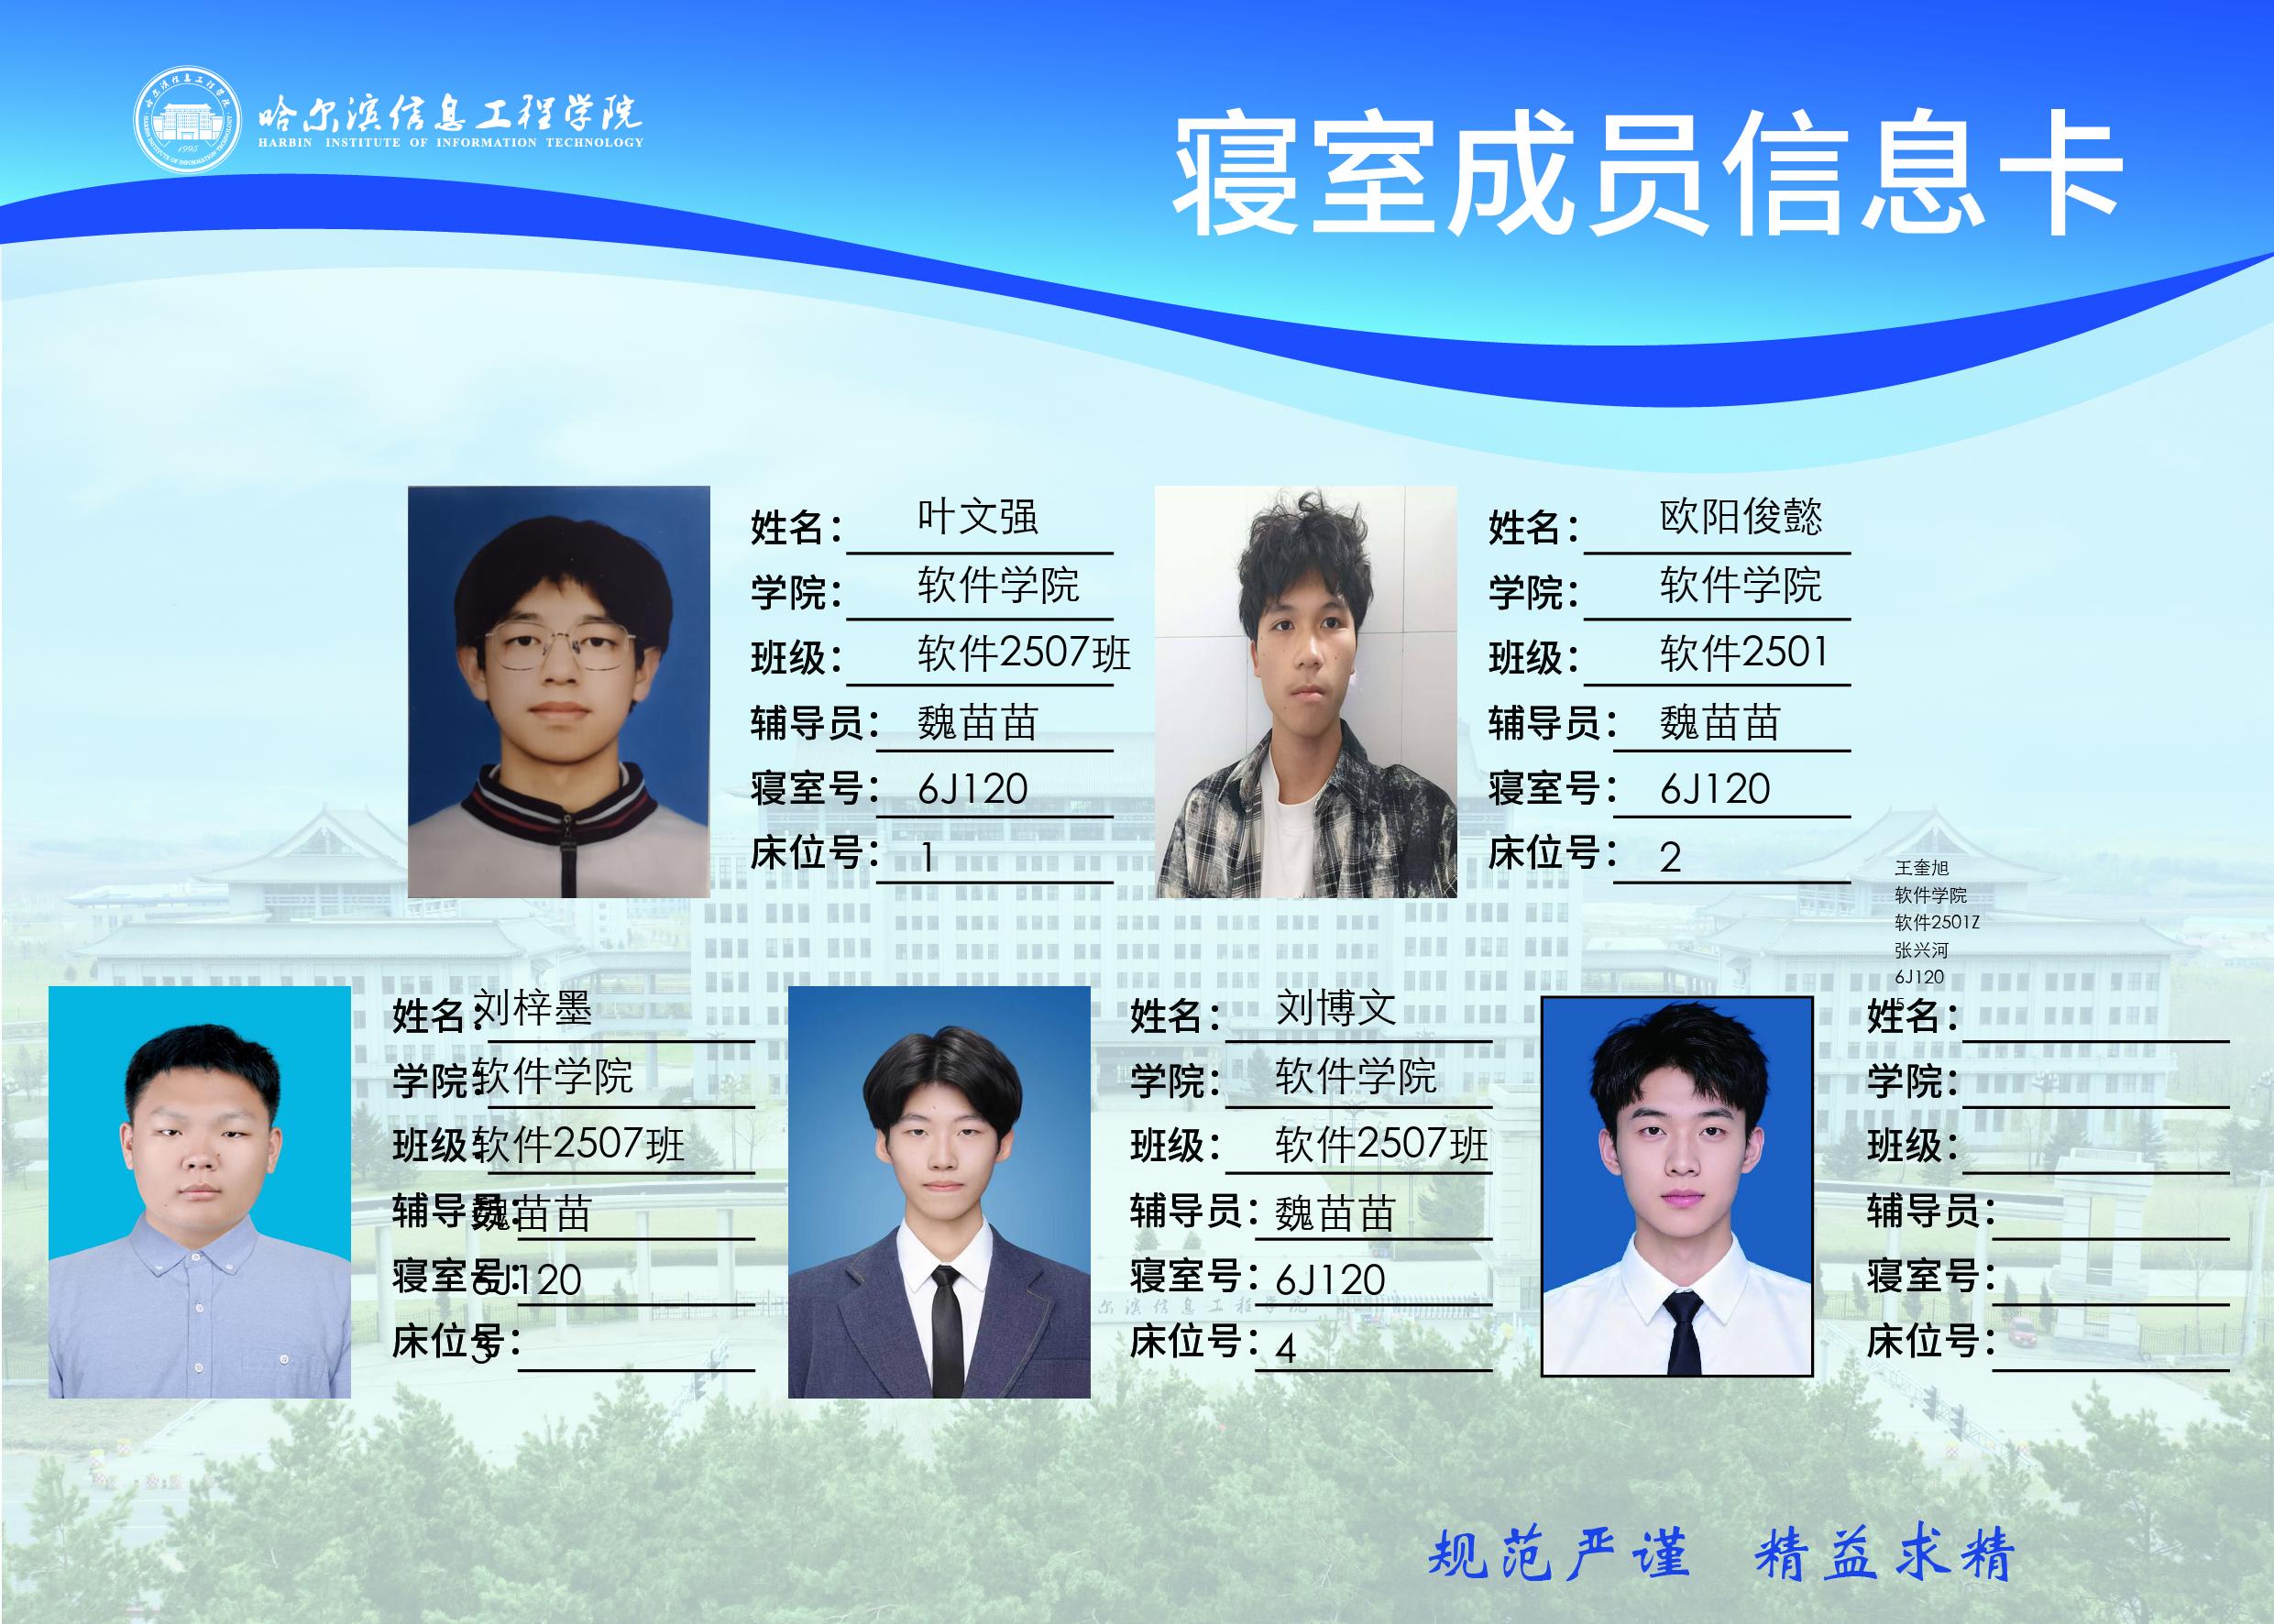 哈尔滨信息工程学院
HARBIN INSTITUTE OF INFORMATION TECHNOLOGY
1995
寝室成员信息卡
姓名： 叶文强
学院： 软件学院
班级： 软件2507班
辅导员： 魏苗苗
寝室号： 6J120
床位号： 1
姓名： 欧阳俊懿
学院： 软件学院
班级： 软件2501
辅导员： 魏苗苗
寝室号： 6J120
床位号： 2
王奎旭
软件学院
软件2501Z
张兴河
6J120
5
姓名：刘梓墨
学院：软件学院
班级：软件2507班
辅导员：魏苗苗
寝室号：6J120
床位号：3
姓名： 刘博文
学院： 软件学院
班级： 软件2507班
辅导员：魏苗苗
寝室号：6J120
床位号：4
姓名：
学院：
班级：
辅导员：
寝室号：
床位号：
规范严谨 精益求精